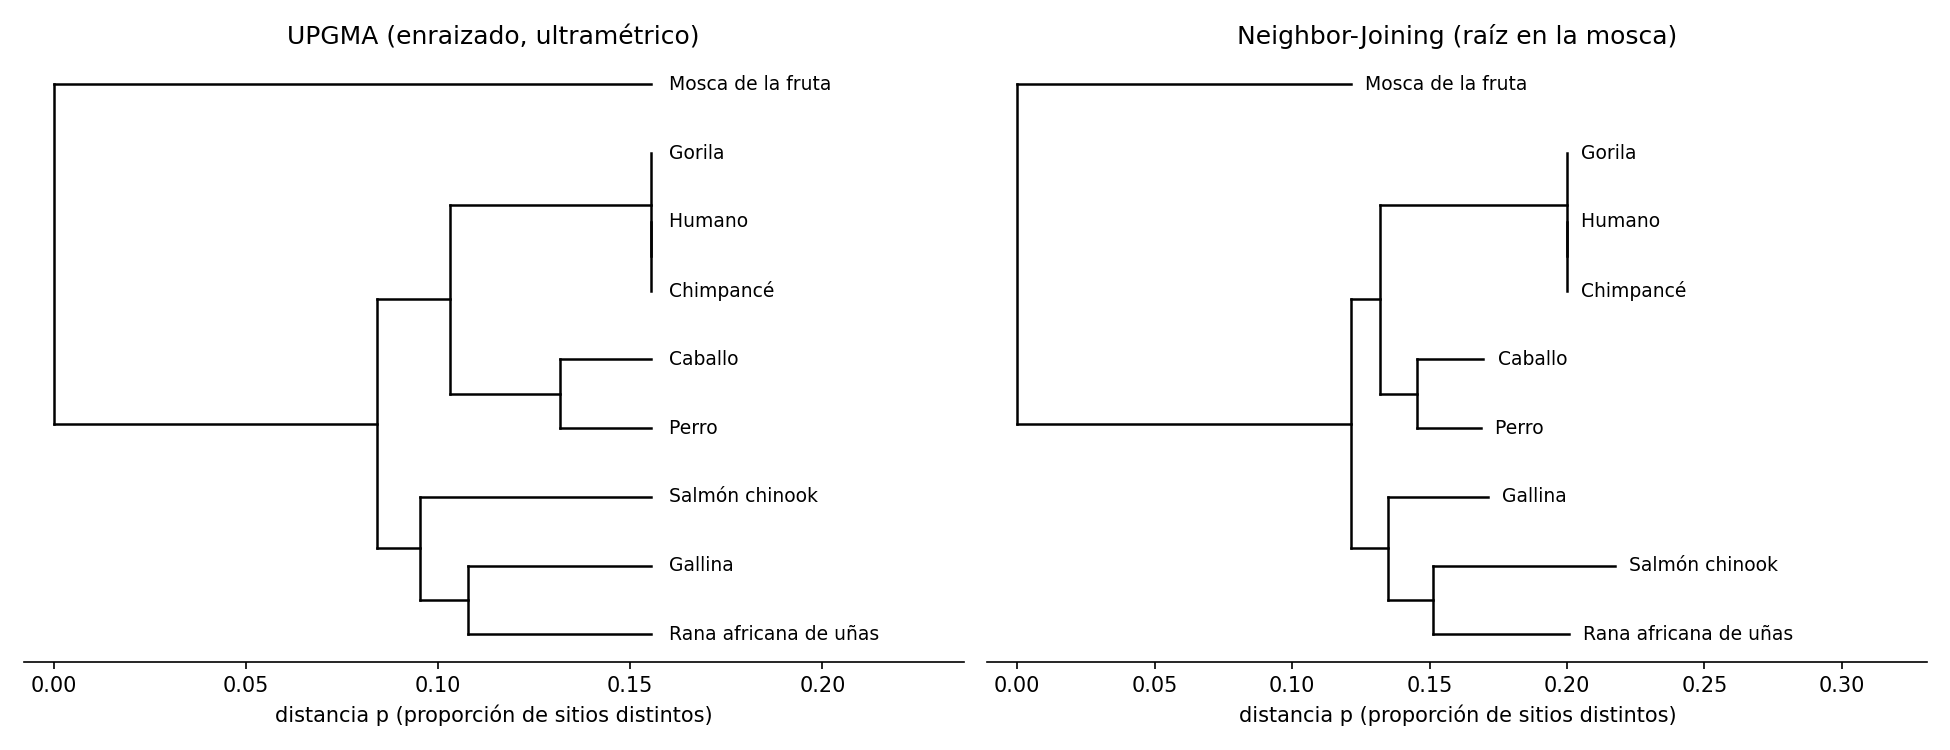 UPGMA (enraizado, ultramétrico)
Mosca de la fruta
Gorila
Humano
Chimpancé
Caballo
Perro
Salmón chinook
Gallina
Rana africana de uñas
0.00 0.05 0.10 0.15 0.20
distancia p (proporción de sitios distintos)
Neighbor-Joining (raíz en la mosca)
Mosca de la fruta
Gorila
Humano
Chimpancé
Caballo
Perro
Gallina
Salmón chinook
Rana africana de uñas
0.00 0.05 0.10 0.15 0.20 0.25 0.30
distancia p (proporción de sitios distintos)